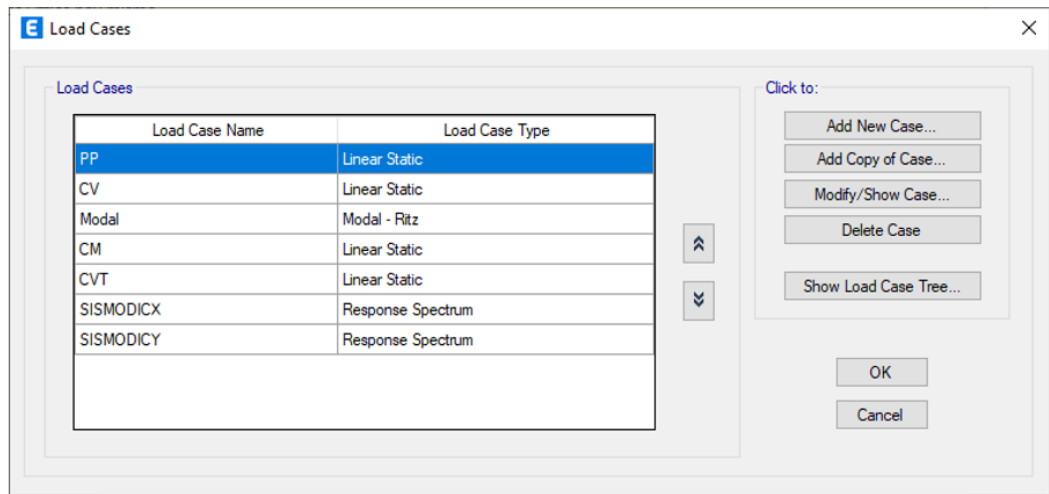 E Load Cases
Load Cases
Load Case Name Load Case Type
PP Linear Static
CV Linear Static
Modal Modal - Ritz
CM Linear Static
CVT Linear Static
SISMODICX Response Spectrum
SISMODICY Response Spectrum
Click to:
Add New Case...
Add Copy of Case...
Modify/Show Case...
Delete Case
Show Load Case Tree...
OK
Cancel